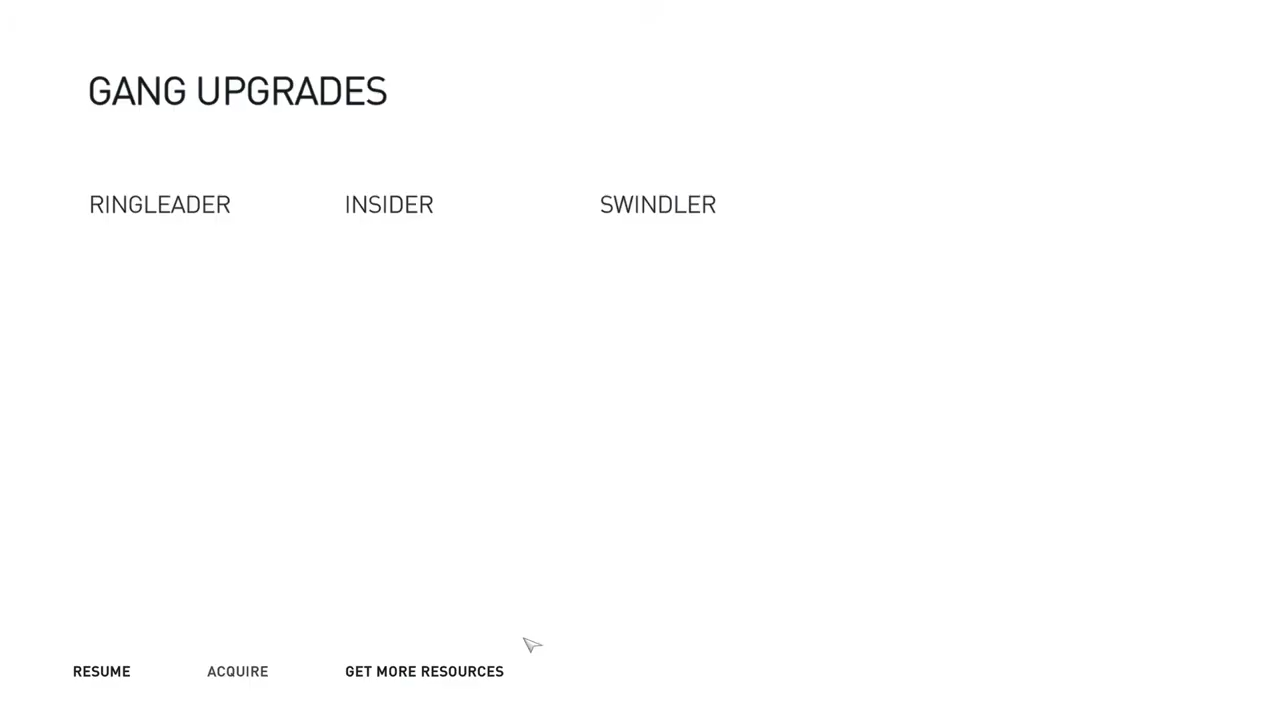 GANG UPGRADES
RINGLEADER INSIDER SWINDLER
RESUME ACQUIRE GET MORE RESOURCES